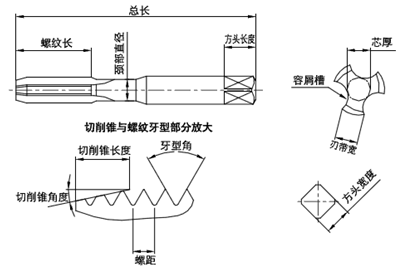 总长
螺纹长
颈部直径
方头长度
芯厚
容屑槽
刃带宽
切削锥与螺纹牙型部分放大
切削锥长度
牙型角
切削锥角度
螺距
方头宽度